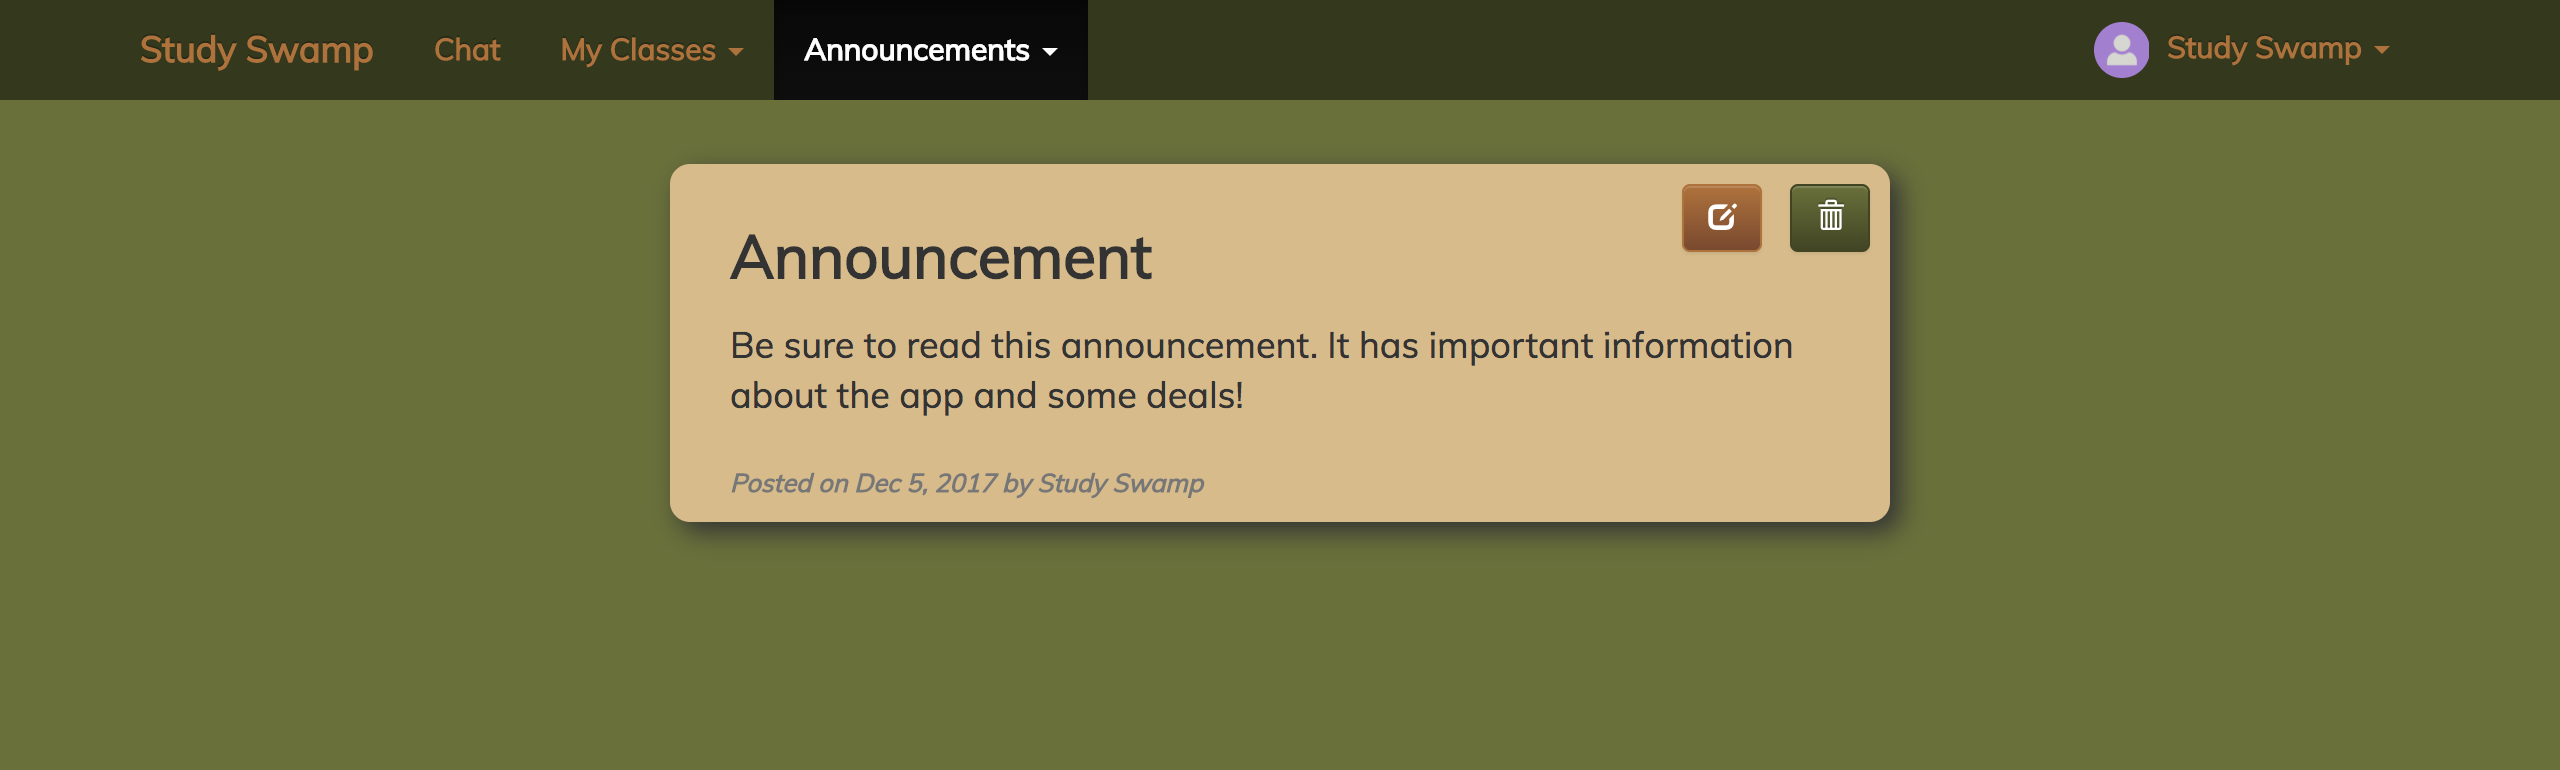 Study Swamp Chat My Classes Announcements Study Swamp
Announcement
Be sure to read this announcement. It has important information
about the app and some deals!
Posted on Dec 5, 2017 by Study Swamp